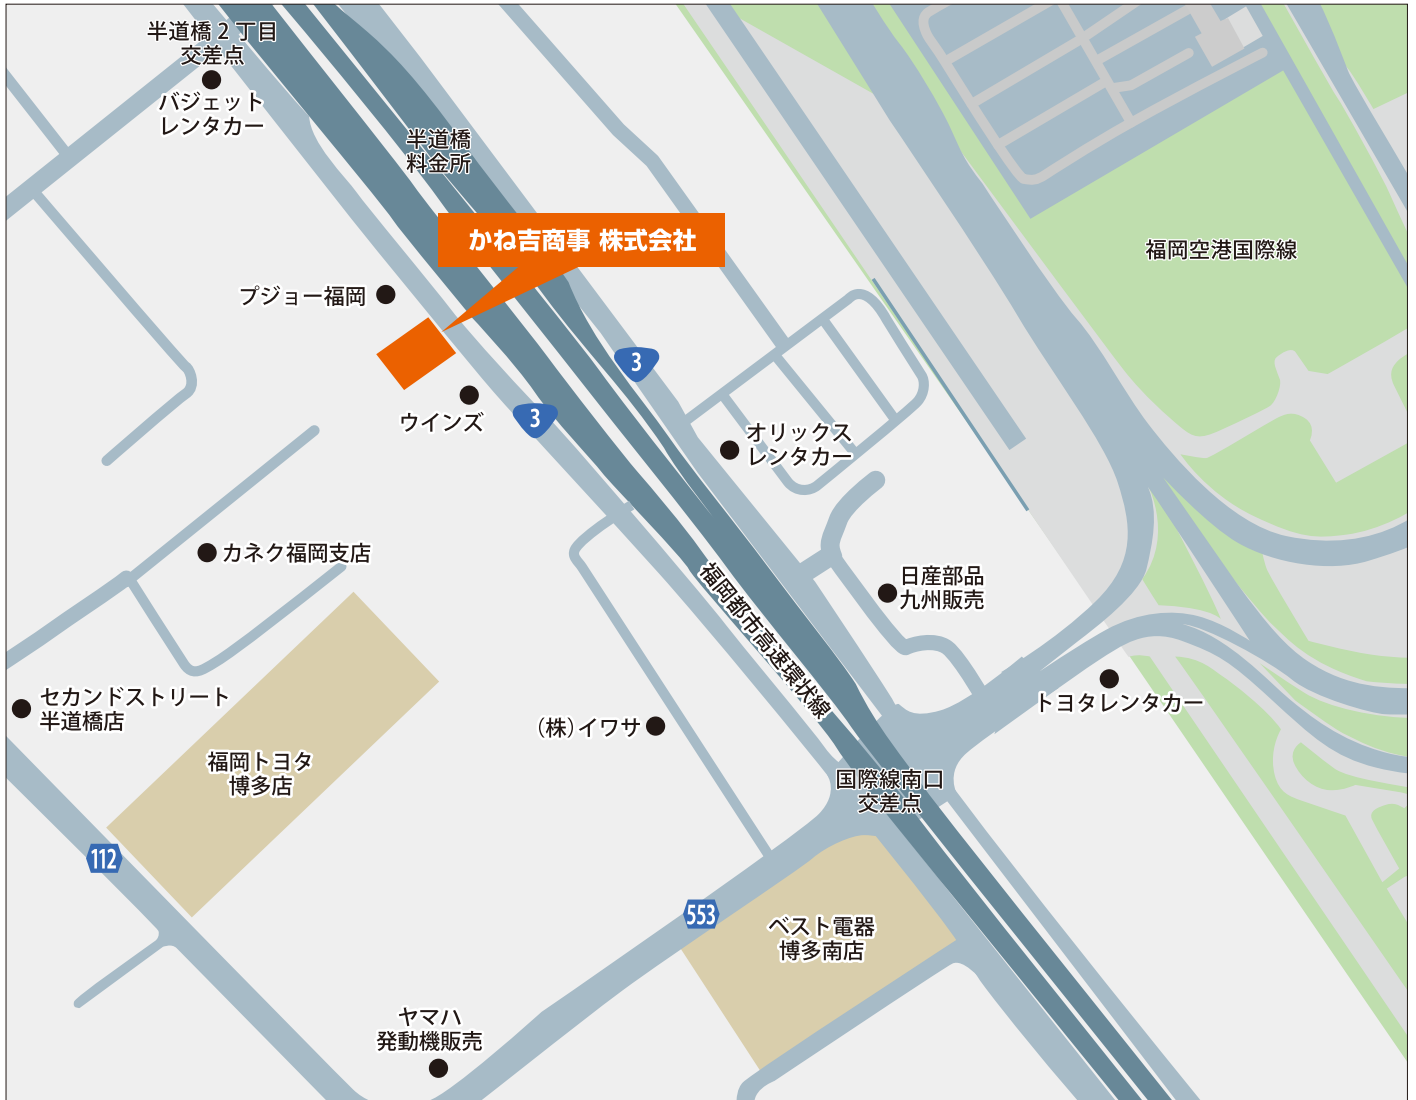 半道橋2丁目
交差点
バジェット
レンタカー
半道橋
料金所
かね吉商事 株式会社
福岡空港国際線
プジョー福岡
3
ウインズ
3
オリックス
レンタカー
カネク福岡支店
日産部品
九州販売
福岡都市高速環状線
セカンドストリート
半道橋店
トヨタレンタカー
(株)イワサ
福岡トヨタ
博多店
国際線南口
交差点
112
553
ベスト電器
博多南店
ヤマハ
発動機販売